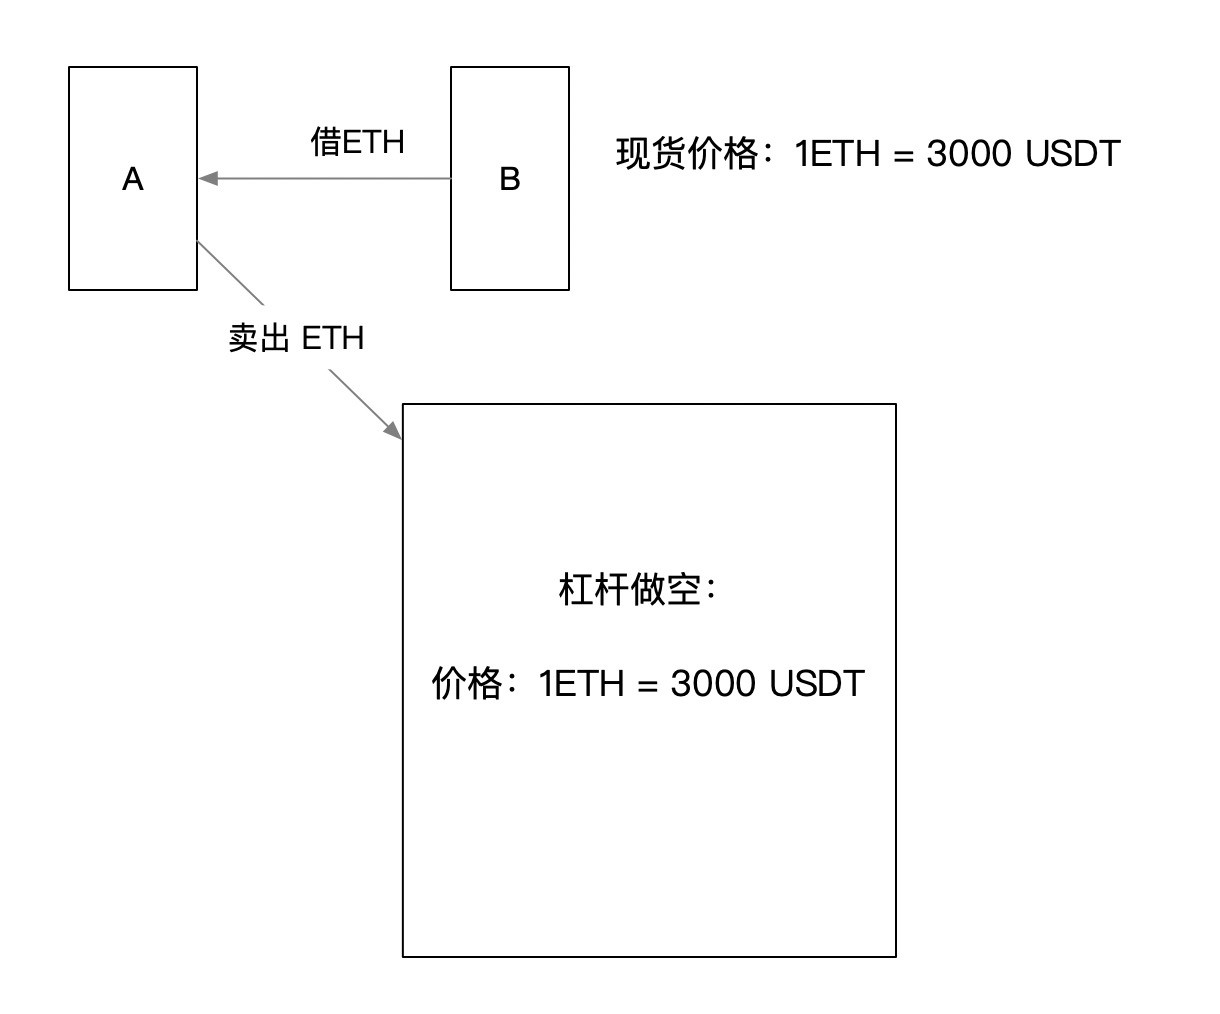 借ETH
A
B
现货价格：1ETH = 3000 USDT
卖出 ETH
杠杆做空：
价格：1ETH = 3000 USDT